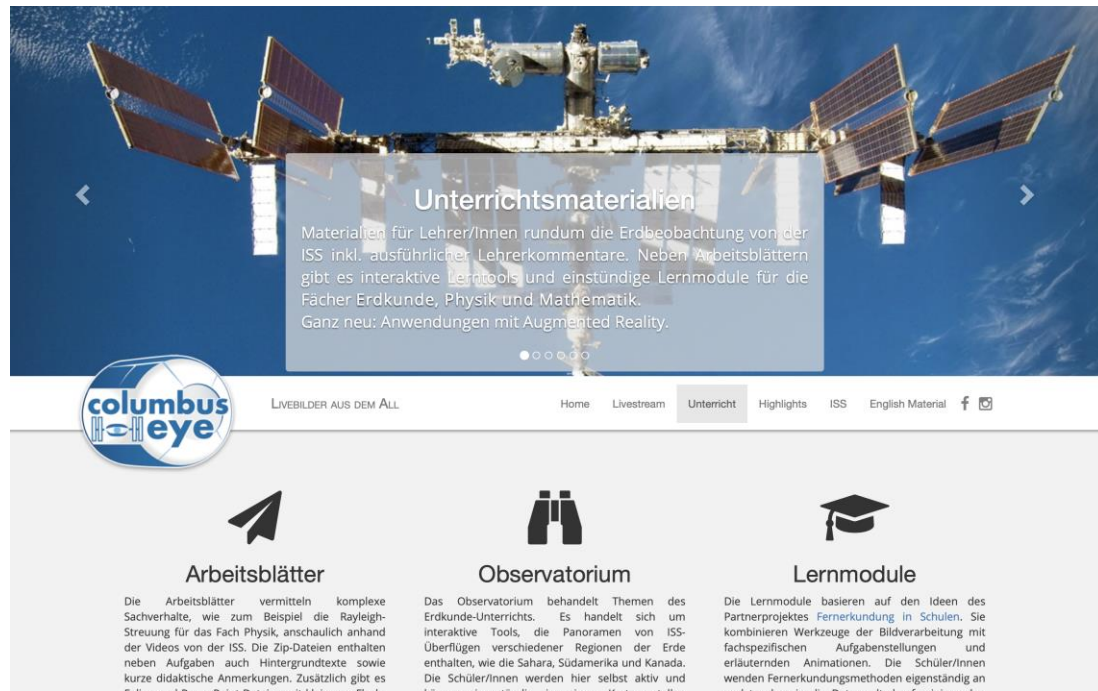 Unterrichtsmaterialien
Materialien für Lehrer/Innen rundum die Erdbeobachtung von der
ISS inkl. ausführlicher Lehrerkommentare. Neben Arbeitsblättern
gibt es interaktive Lerntools und einstündige Lernmodule für die
Fächer Erdkunde, Physik und Mathematik.
Ganz neu: Anwendungen mit Augmented Reality.
columbus
eye
LIVEBILDER AUS DEM ALL
Home Livestream Unterricht Highlights ISS English Material
Arbeitsblätter
Die Arbeitsblätter vermitteln komplexe
Sachverhalte, wie zum Beispiel die Rayleigh-
Streuung für das Fach Physik, anschaulich anhand
der Videos von der ISS. Die Zip-Dateien enthalten
neben Aufgaben auch Hintergrundtexte sowie
kurze didaktische Anmerkungen. Zusätzlich gibt es
Observatorium
Das Observatorium behandelt Themen des
Erdkunde-Unterrichts. Es handelt sich um
interaktive Tools, die Panoramen von ISS-
Überflügen verschiedener Regionen der Erde
enthalten, wie die Sahara, Südamerika und Kanada.
Die Schüler/Innen werden hier selbst aktiv und
Lernmodule
Die Lernmodule basieren auf den Ideen des
Partnerprojektes Fernerkundung in Schulen. Sie
kombinieren Werkzeuge der Bildverarbeitung mit
fachspezifischen Aufgabenstellungen und
erläuternden Animationen. Die Schüler/Innen
wenden Fernerkundungsmethoden eigenständig an